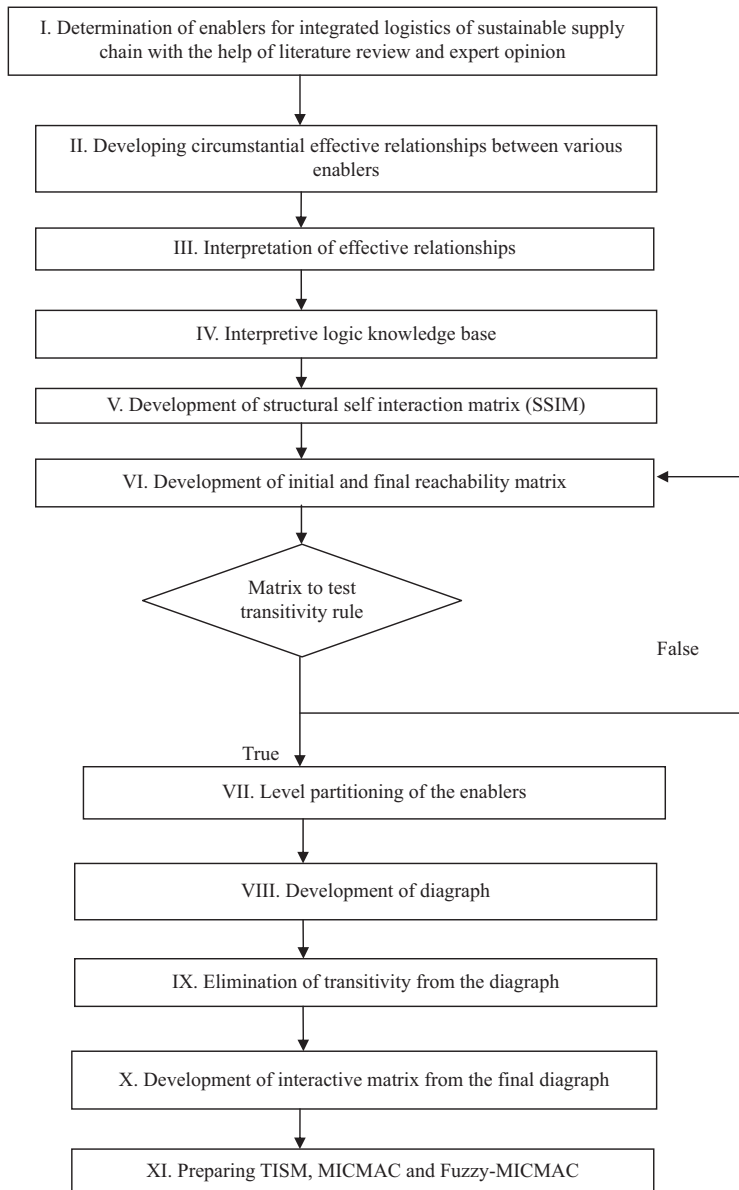 I. Determination of enablers for integrated logistics of sustainable supply
chain with the help of literature review and expert opinion
II. Developing circumstantial effective relationships between various
enablers
III. Interpretation of effective relationships
IV. Interpretive logic knowledge base
V. Development of structural self interaction matrix (SSIM)
VI. Development of initial and final reachability matrix
Matrix to test
transitivity rule
False
True
VII. Level partitioning of the enablers
VIII. Development of diagraph
IX. Elimination of transitivity from the diagraph
X. Development of interactive matrix from the final diagraph
XI. Preparing TISM, MICMAC and Fuzzy-MICMAC